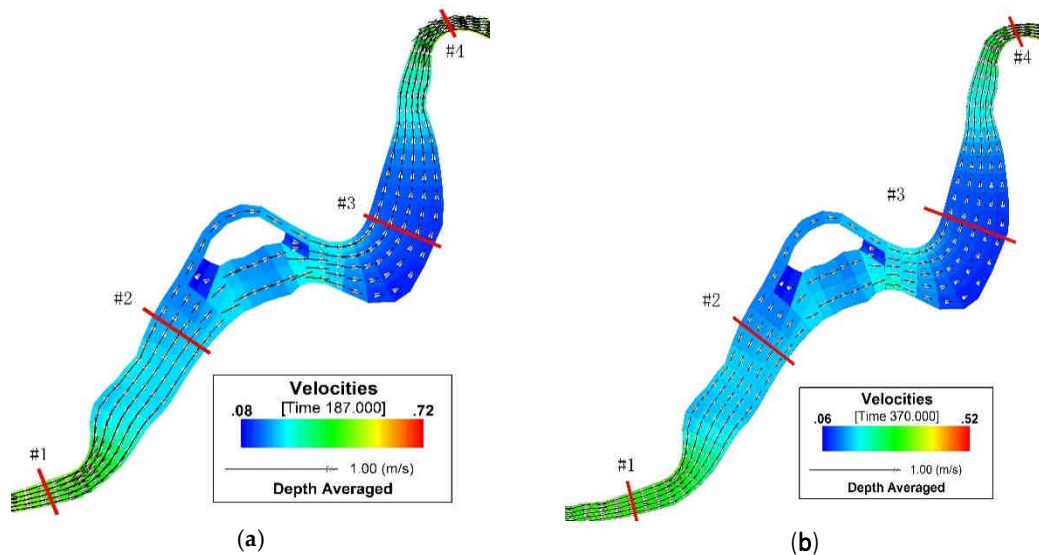 #4
#3
#2
#1
Velocities
[Time 187.000]
.08 .72
1.00 (m/s)
Depth Averaged
(a)
#4
#3
#2
#1
Velocities
[Time 370.000]
.06 .52
1.00 (m/s)
Depth Averaged
(b)